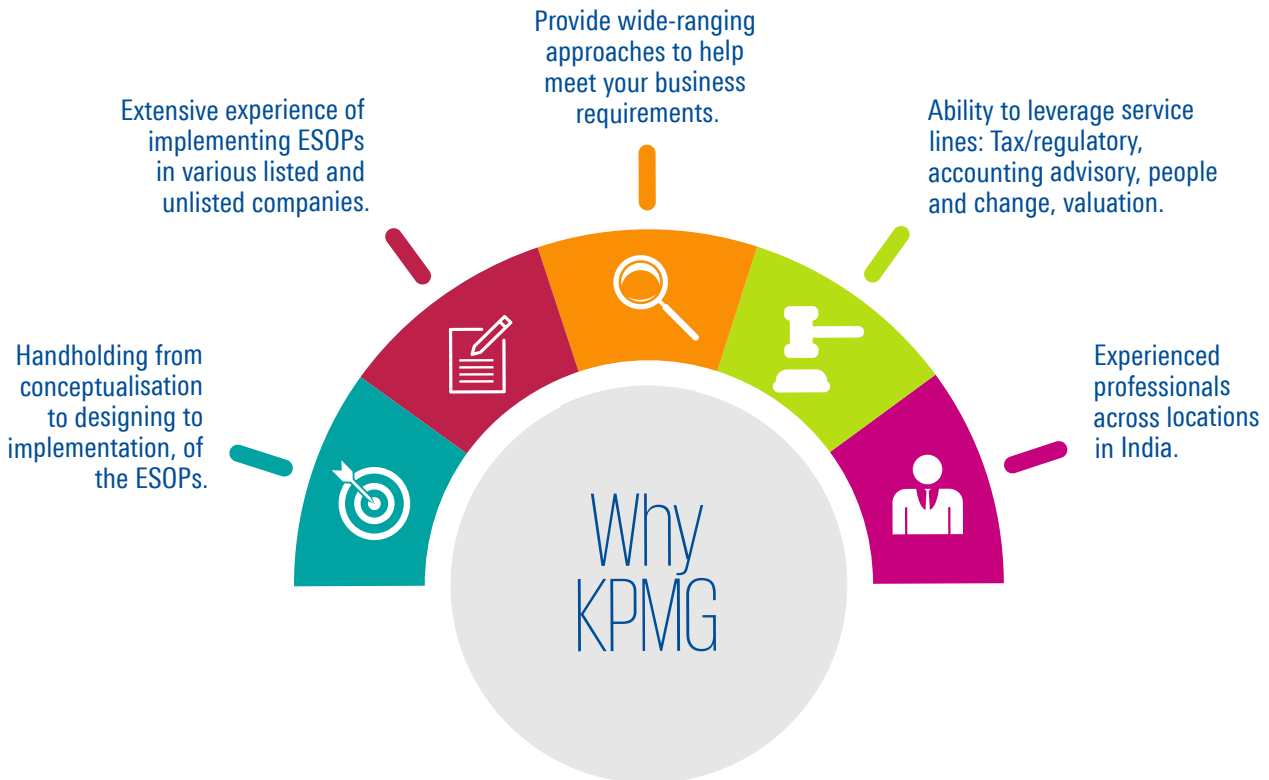 Provide wide-ranging
approaches to help
meet your business
requirements.
Extensive experience of
implementing ESOPs
in various listed and
unlisted companies.
Ability to leverage service
lines: Tax/regulatory,
accounting advisory, people
and change, valuation.
Handholding from
conceptualisation
to designing to
implementation, of
the ESOPs.
Experienced
professionals
across locations
in India.
Why
KPMG